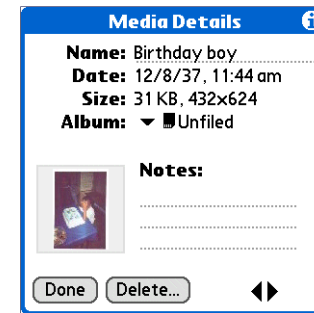 Media Details
Name: Birthday boy
Date: 12/8/37, 11:44 am
Size: 31 KB, 432x624
Album: Unfiled
Notes:
Done Delete...